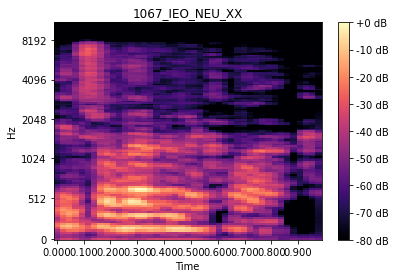 1067_IEO_NEU_XX
8192
4096
2048
1024
512
0
Hz
0.0000.1000.2000.3000.4000.5000.6000.7000.8000.900
Time
+0 dB
-10 dB
-20 dB
-30 dB
-40 dB
-50 dB
-60 dB
-70 dB
-80 dB